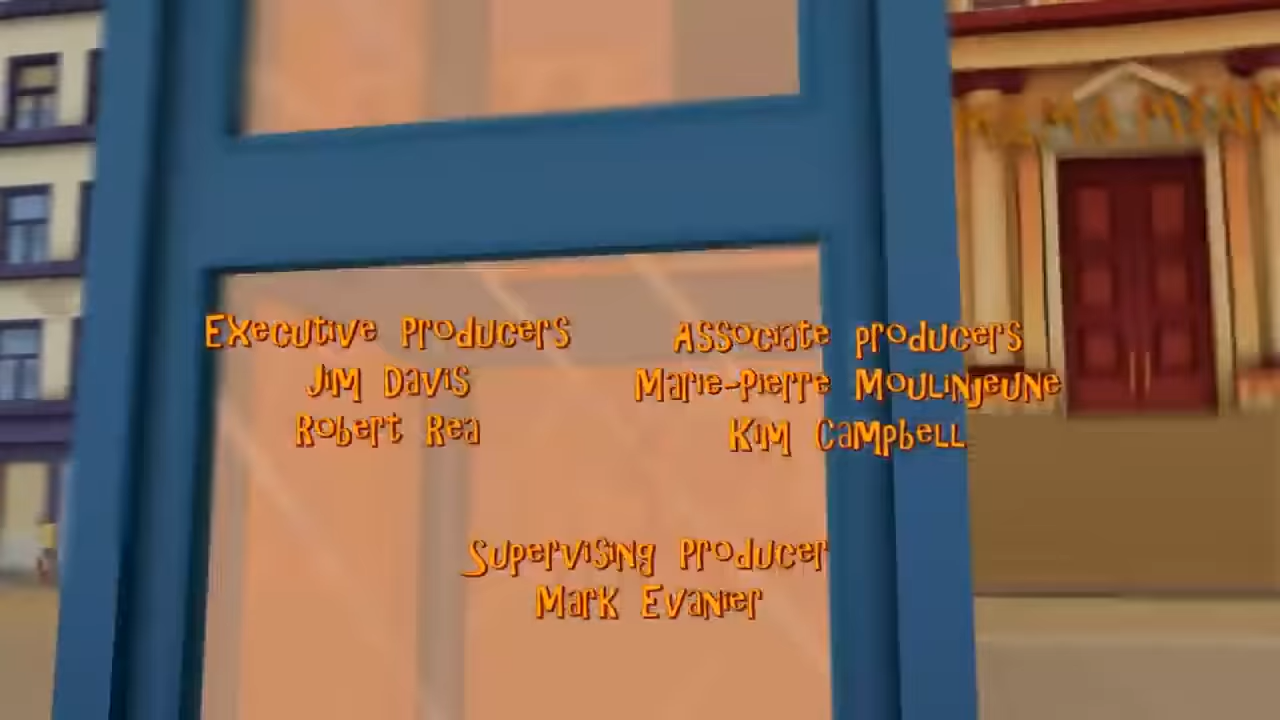 Executive Producers
Jim Davis
Robert Rea
Associate producers
Marie-Pierre Moulinjeune
Kim Campbell
Supervising Producer
Mark Evanier